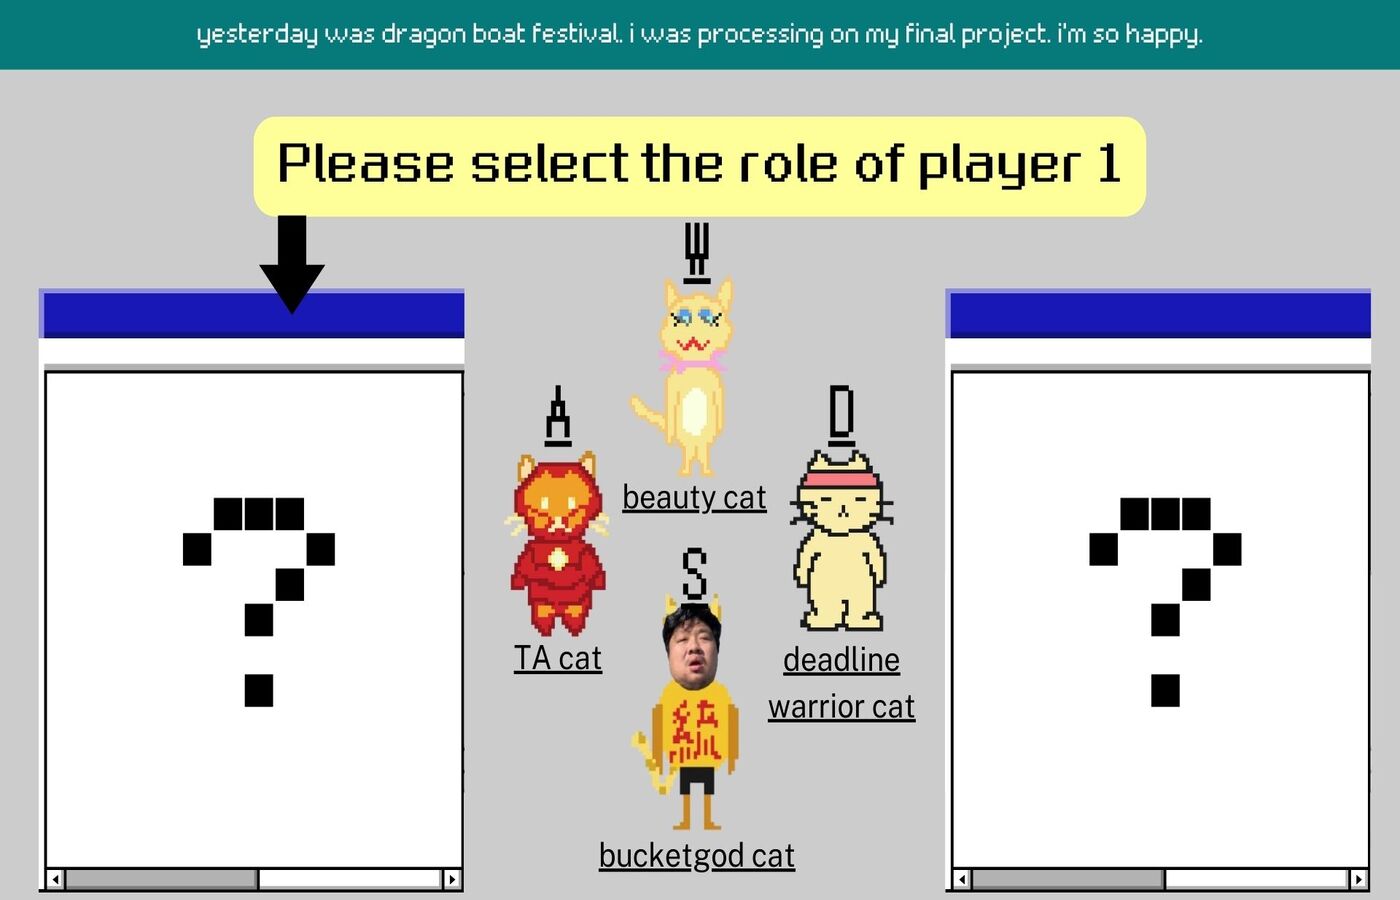 yesterday was dragon boat festival. i was processing on my final project. i'm so happy.
Please select the role of player 1
W
A
D
beauty cat
S
TA cat
deadline
warrior cat
bucketgod cat